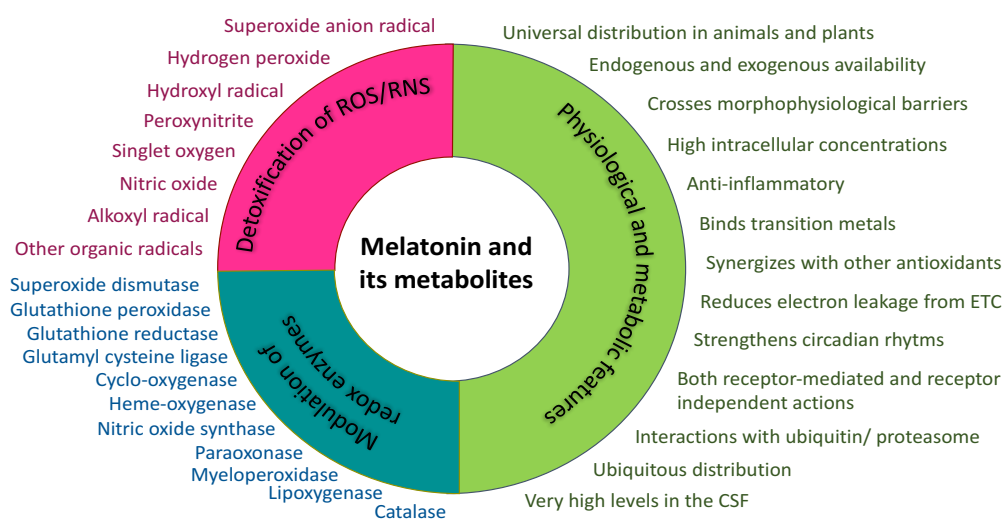 Superoxide anion radical
Hydrogen peroxide
Hydroxyl radical
Peroxynitrite
Singlet oxygen
Nitric oxide
Alkoxyl radical
Other organic radicals
Detoxification of ROS/RNS
Superoxide dismutase
Glutathione peroxidase
Glutathione reductase
Glutamyl cysteine ligase
Cyclo-oxygenase
Heme-oxygenase
Nitric oxide synthase
Paraoxonase
Myeloperoxidase
Lipoxygenase
Catalase
Modulation of
redox enzymes
Melatonin and
its metabolites
Physiological and metabolic features
Universal distribution in animals and plants
Endogenous and exogenous availability
Crosses morphophysiological barriers
High intracellular concentrations
Anti-inflammatory
Binds transition metals
Synergizes with other antioxidants
Reduces electron leakage from ETC
Strengthens circadian rhytms
Both receptor-mediated and receptor
independent actions
Interactions with ubiquitin/ proteasome
Ubiquitous distribution
Very high levels in the CSF